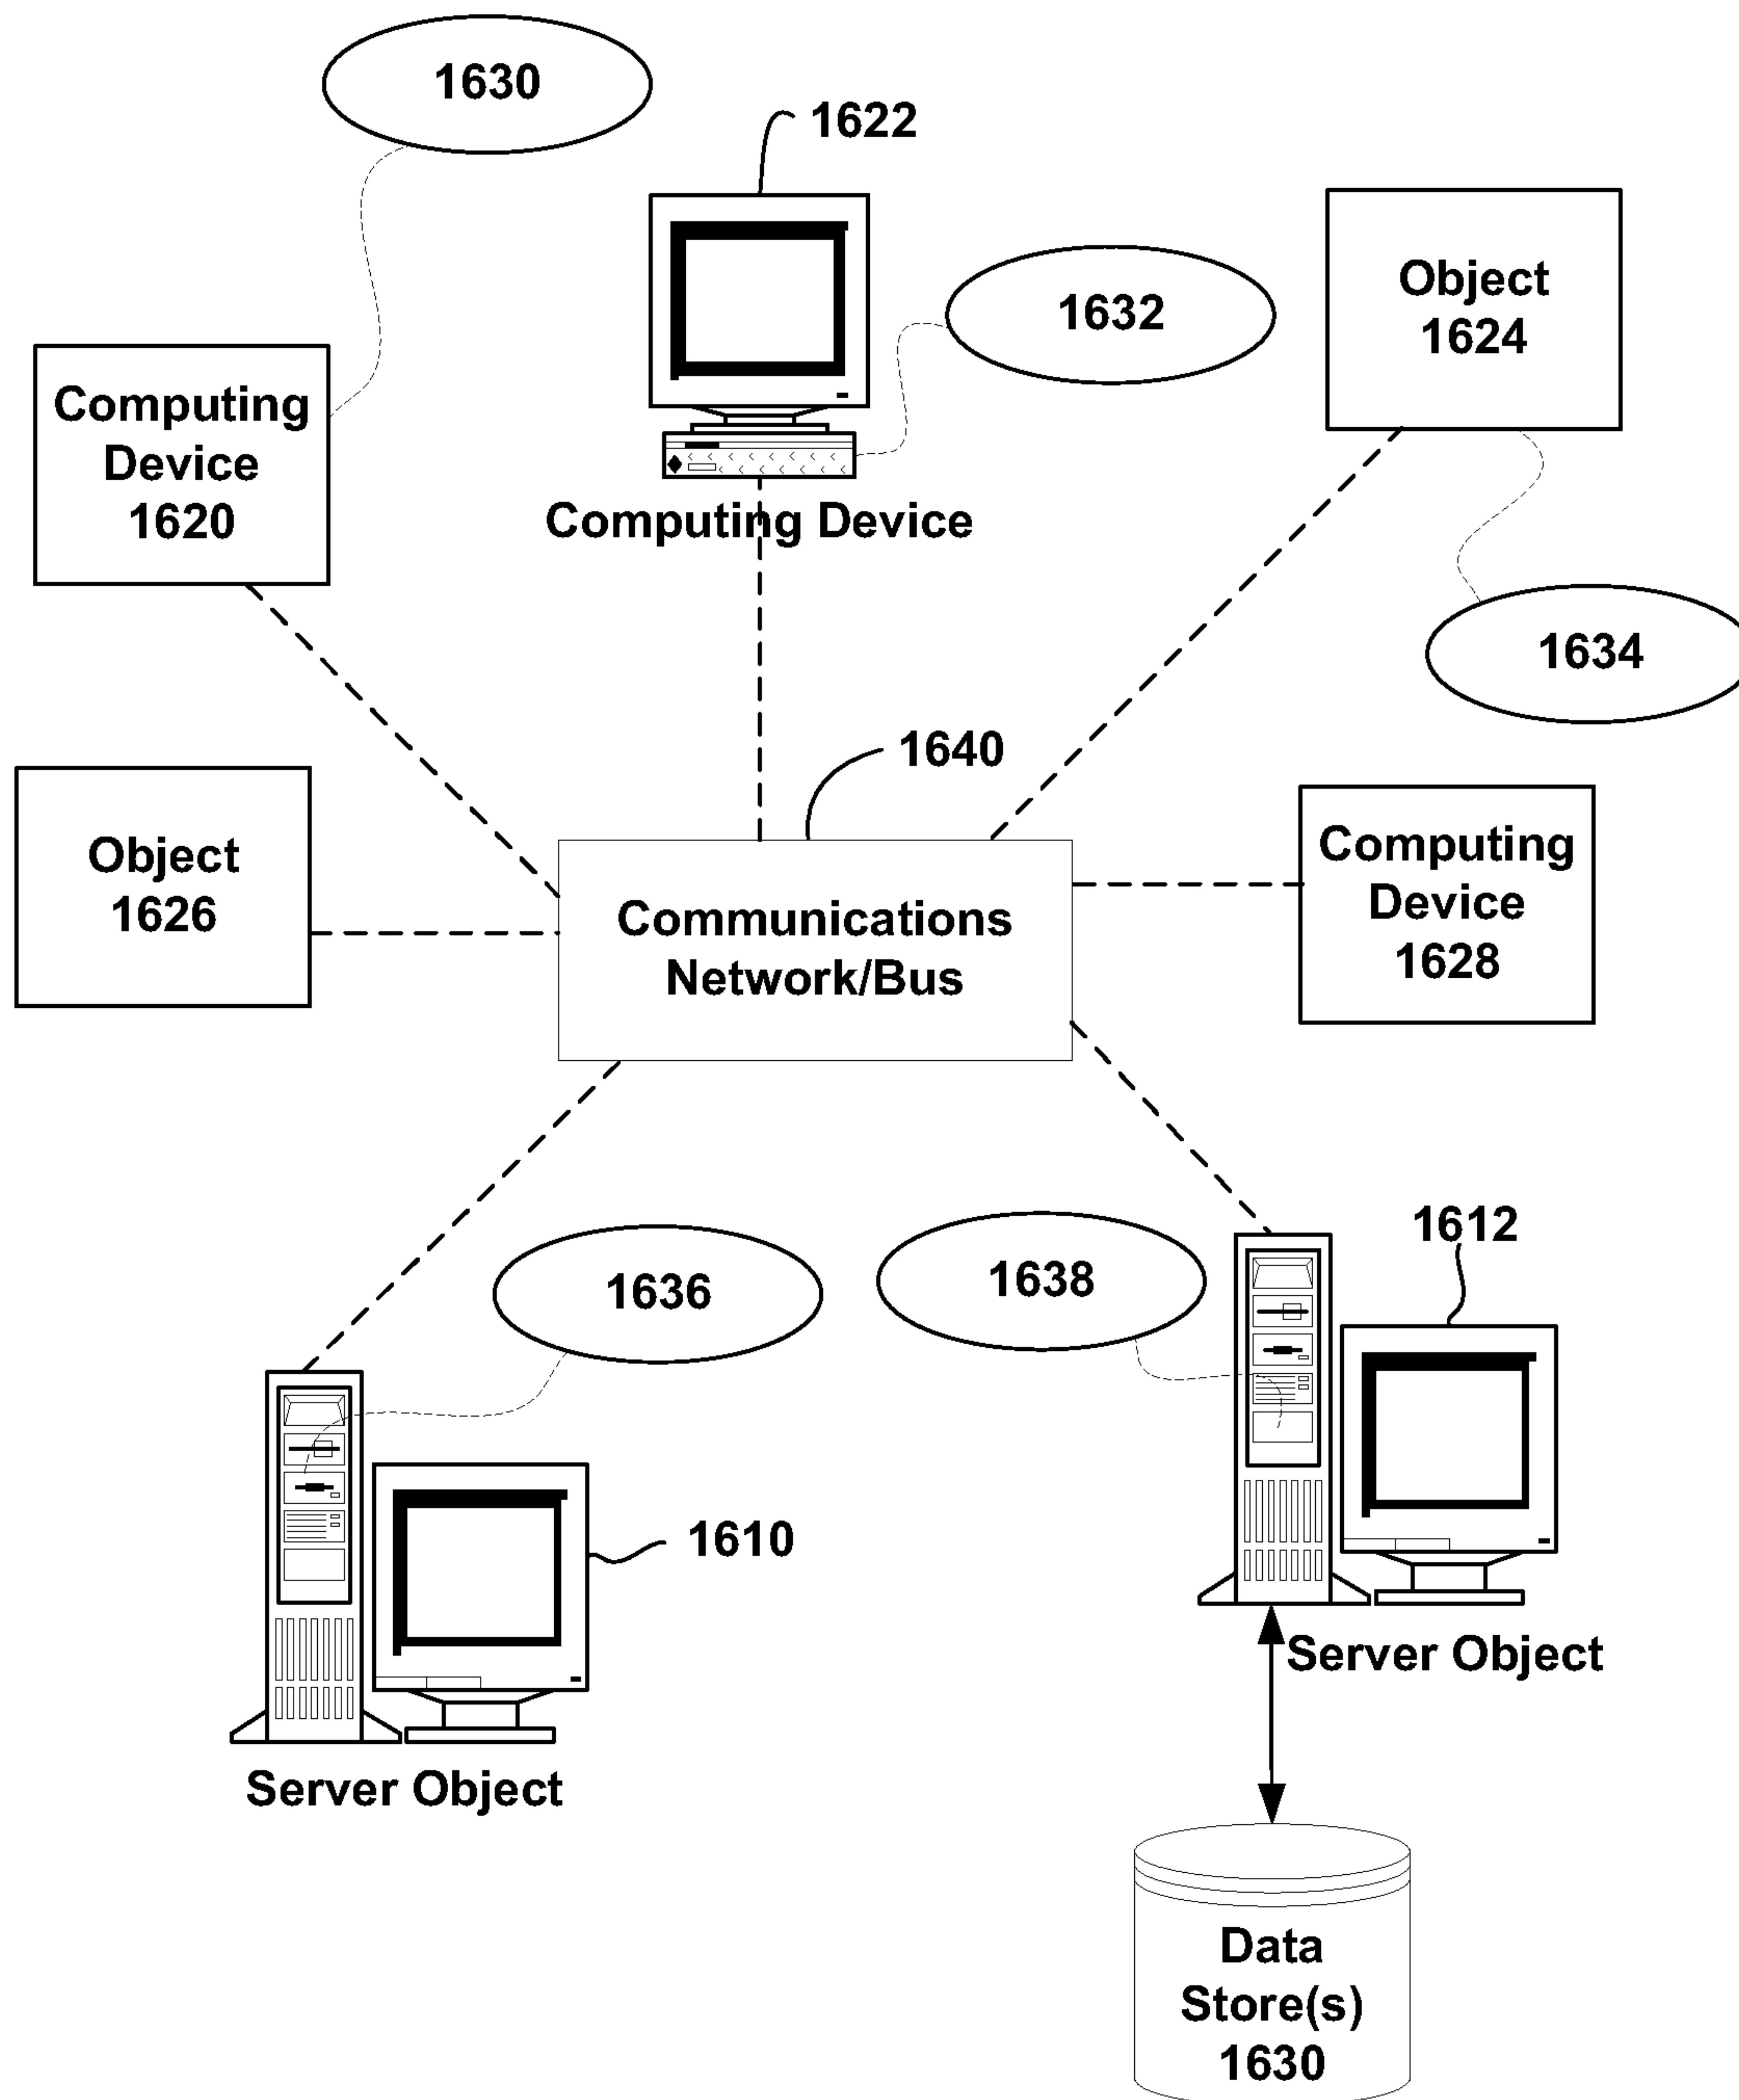 1630
1622
1632
Object
1624
Computing
Device
1620
Computing Device
1634
1640
Object
1626
Communications
Network/Bus
Computing
Device
1628
1612
1636
1638
1610
Server Object
Server Object
Data
Store(s)
1630